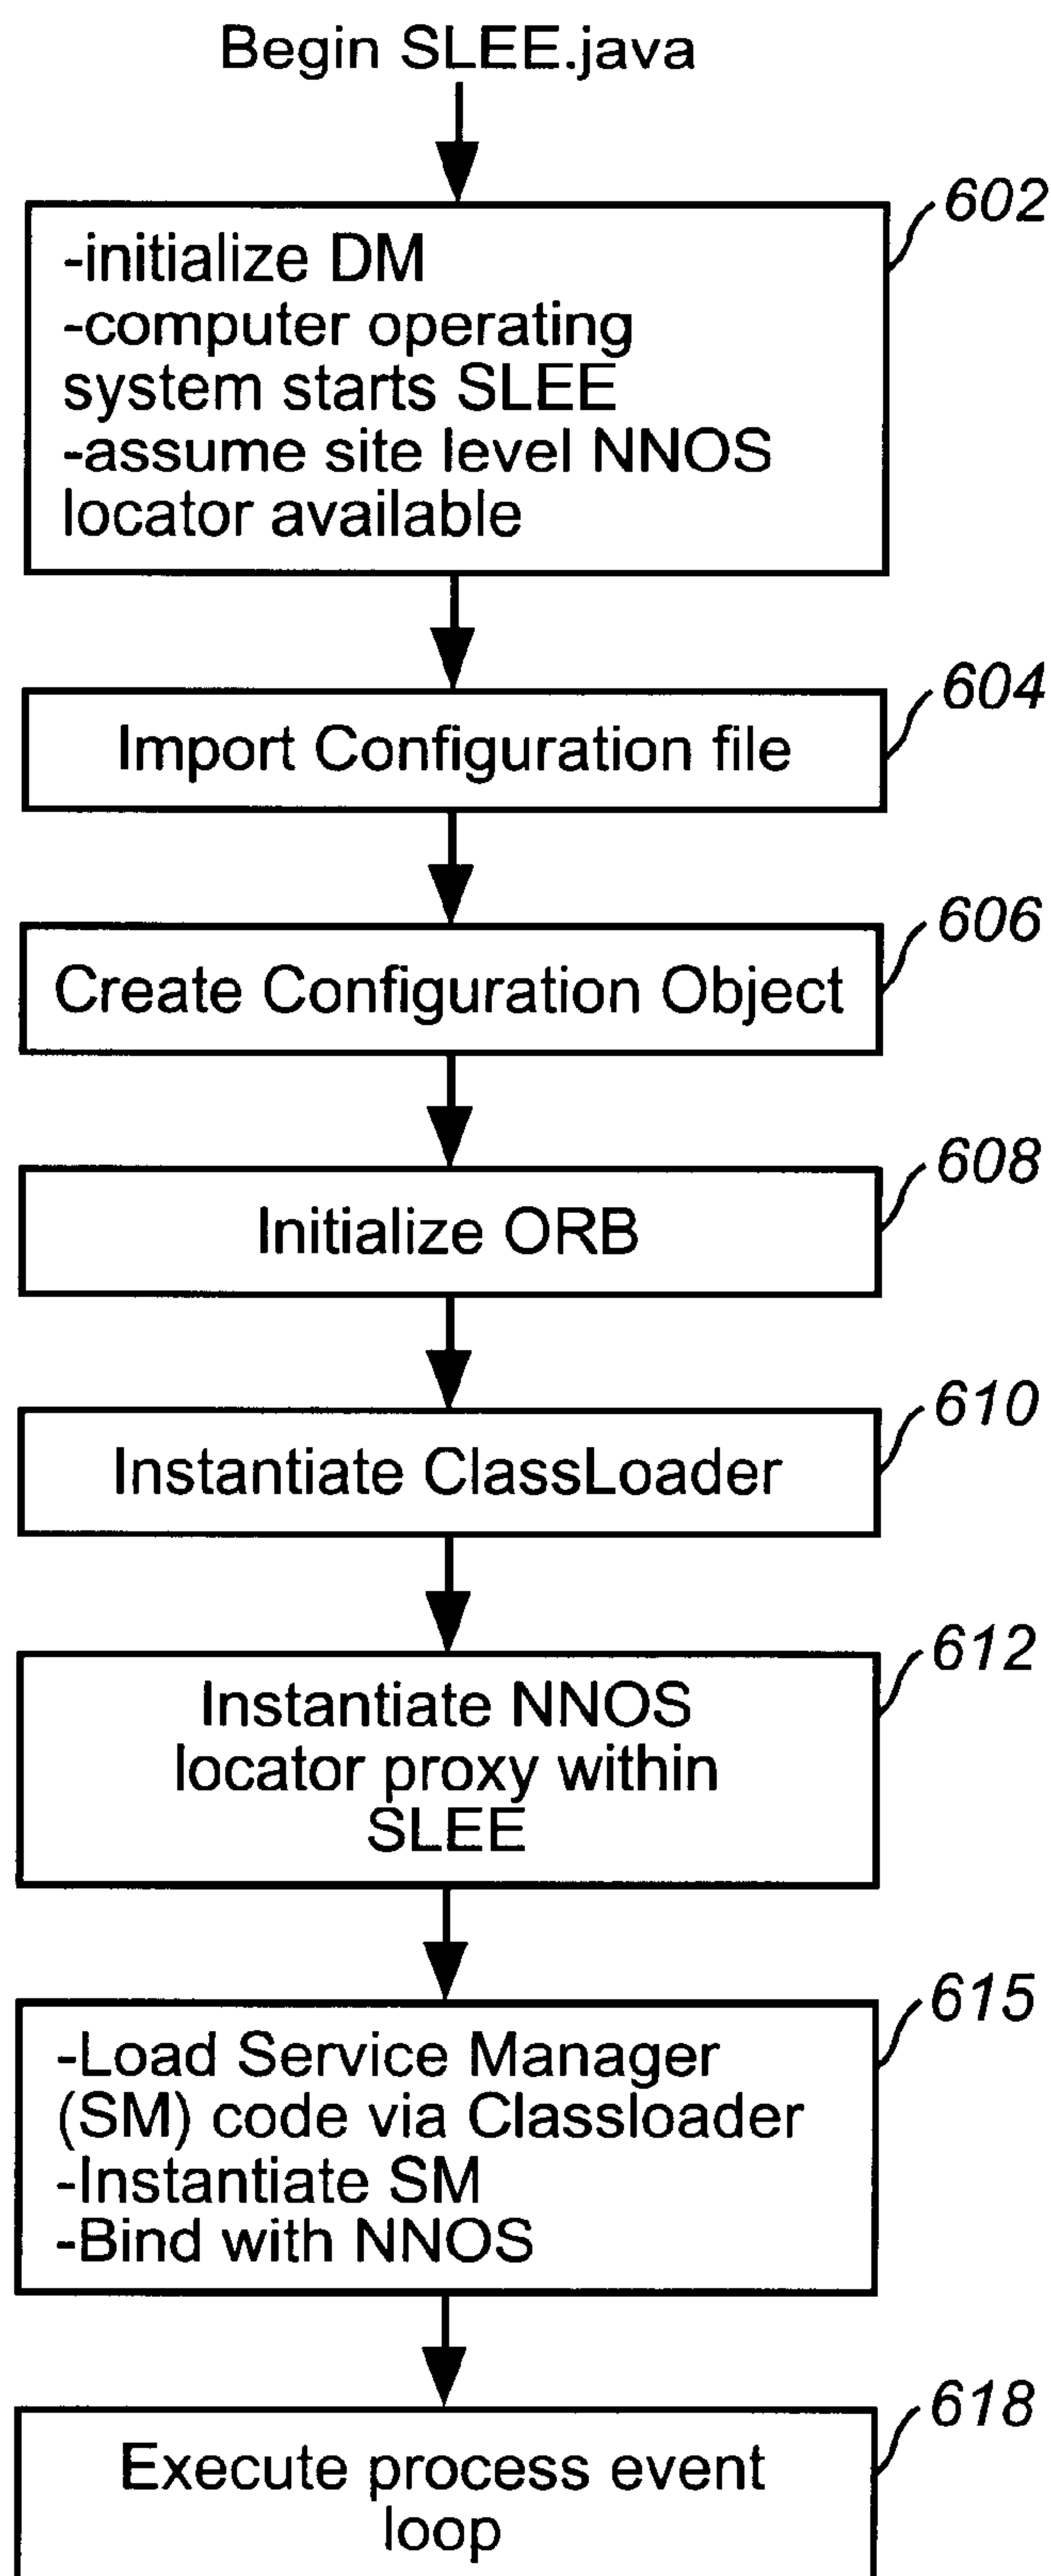 Begin SLEE.java
602
-initialize DM
-computer operating
system starts SLEE
-assume site level NNOS
locator available
604
Import Configuration file
606
Create Configuration Object
608
Initialize ORB
610
Instantiate ClassLoader
612
Instantiate NNOS
locator proxy within
SLEE
615
-Load Service Manager
(SM) code via Classloader
-Instantiate SM
-Bind with NNOS
618
Execute process event
loop